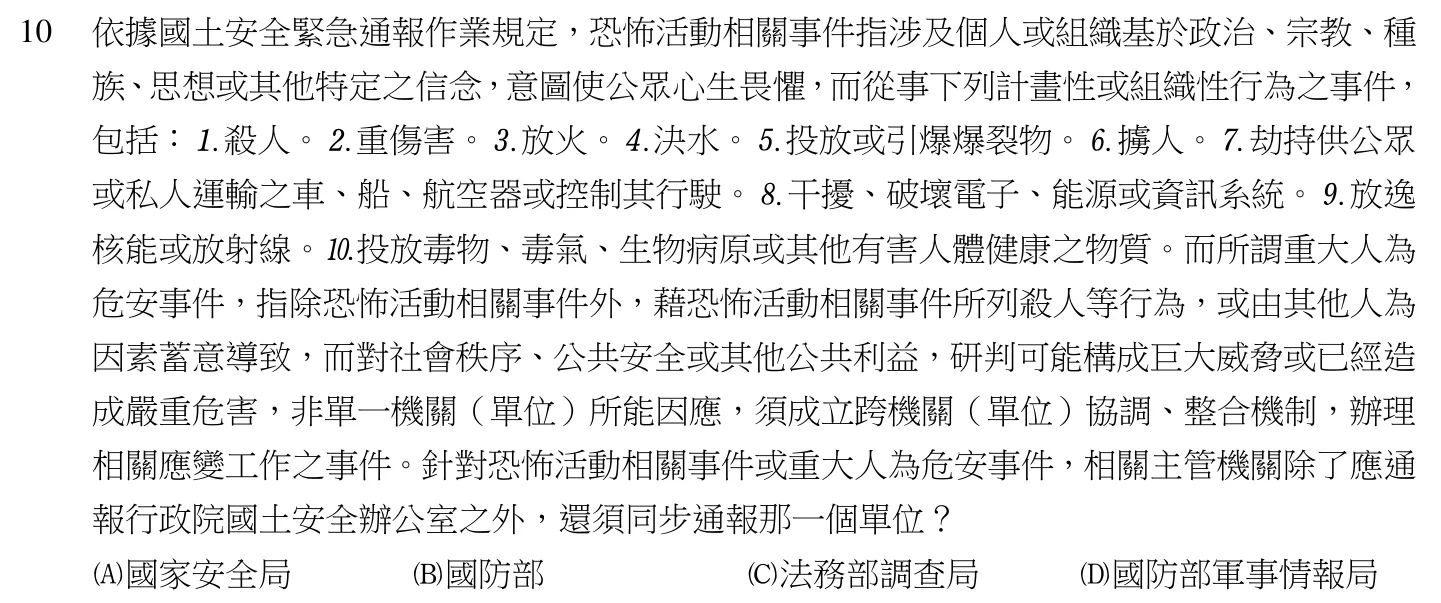 10 依據國土安全緊急通報作業規定，恐怖活動相關事件指涉及個人或組織基於政治、宗教、種
族、思想或其他特定之信念，意圖使公眾心生畏懼，而從事下列計畫性或組織性行為之事件，
包括：1.殺人。2.重傷害。3.放火。4.決水。5.投放或引爆爆裂物。6.擄人。7.劫持供公眾
或私人運輸之車、船、航空器或控制其行駛。8.干擾、破壞電子、能源或資訊系統。9.放逸
核能或放射線。10.投放毒物、毒氣、生物病原或其他有害人體健康之物質。而所謂重大人為
危安事件，指除恐怖活動相關事件外，藉恐怖活動相關事件所列殺人等行為，或由其他人為
因素蓄意導致，而對社會秩序、公共安全或其他公共利益，研判可能構成巨大威脅或已經造
成嚴重危害，非單一機關（單位）所能因應，須成立跨機關（單位）協調、整合機制，辦理
相關應變工作之事件。針對恐怖活動相關事件或重大人為危安事件，相關主管機關除了應通
報行政院國土安全辦公室之外，還須同步通報那一個單位？
(A)國家安全局 (B)國防部 (C)法務部調查局 (D)國防部軍事情報局